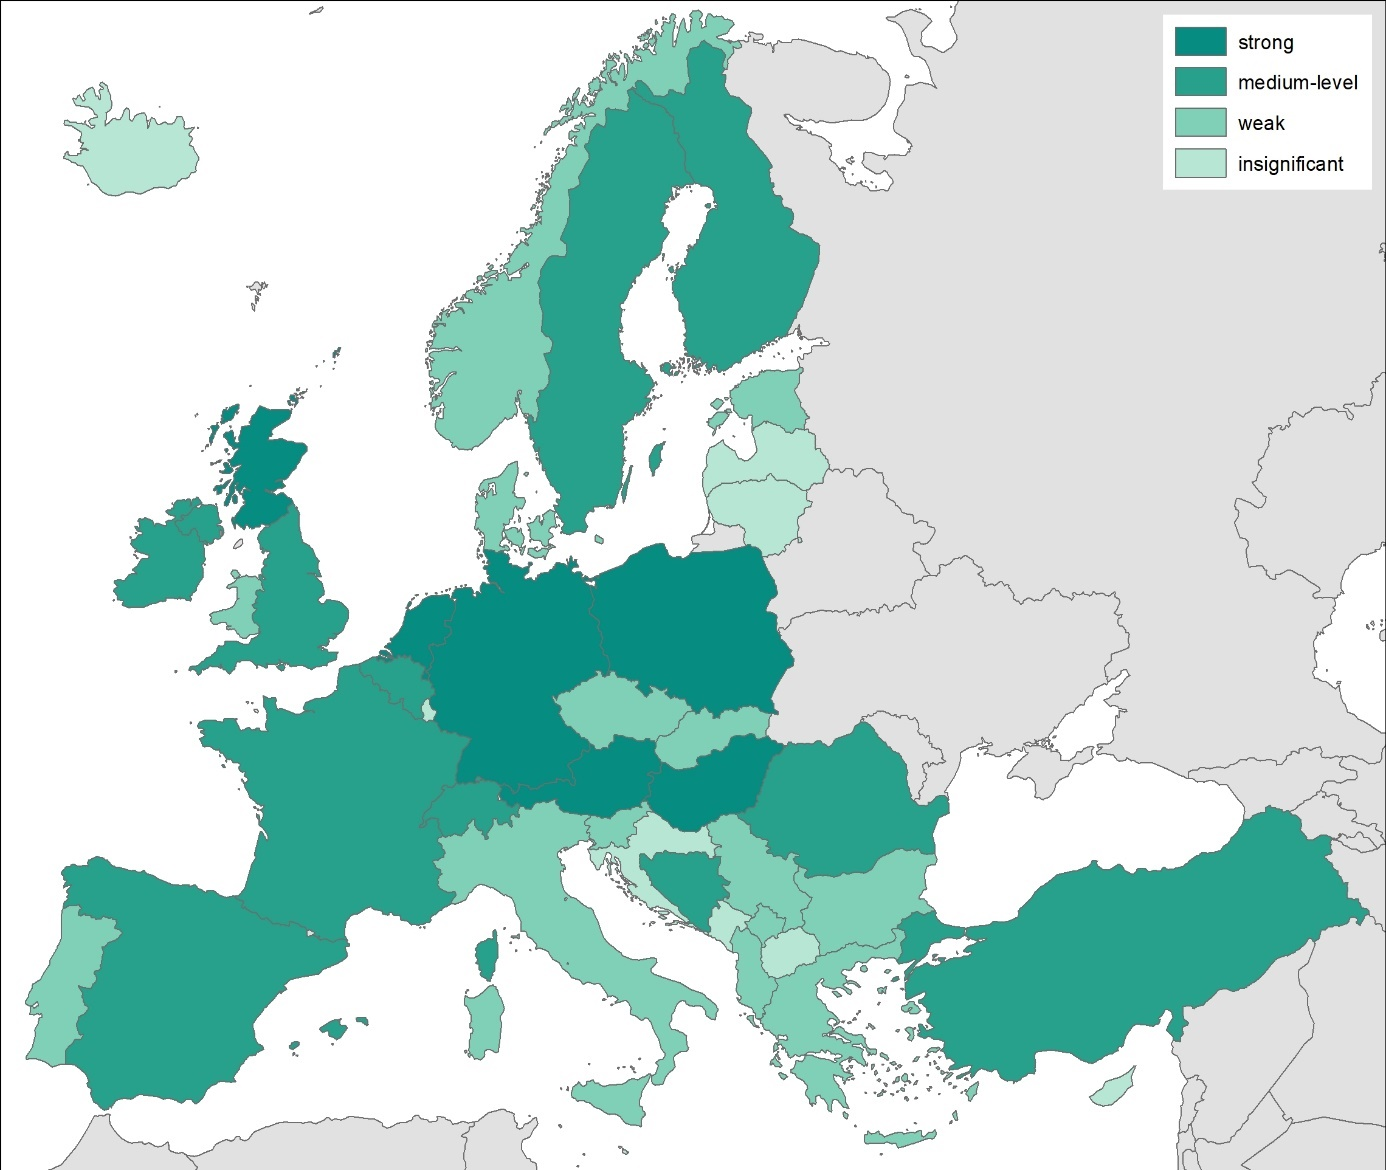 strong
medium-level
weak
insignificant